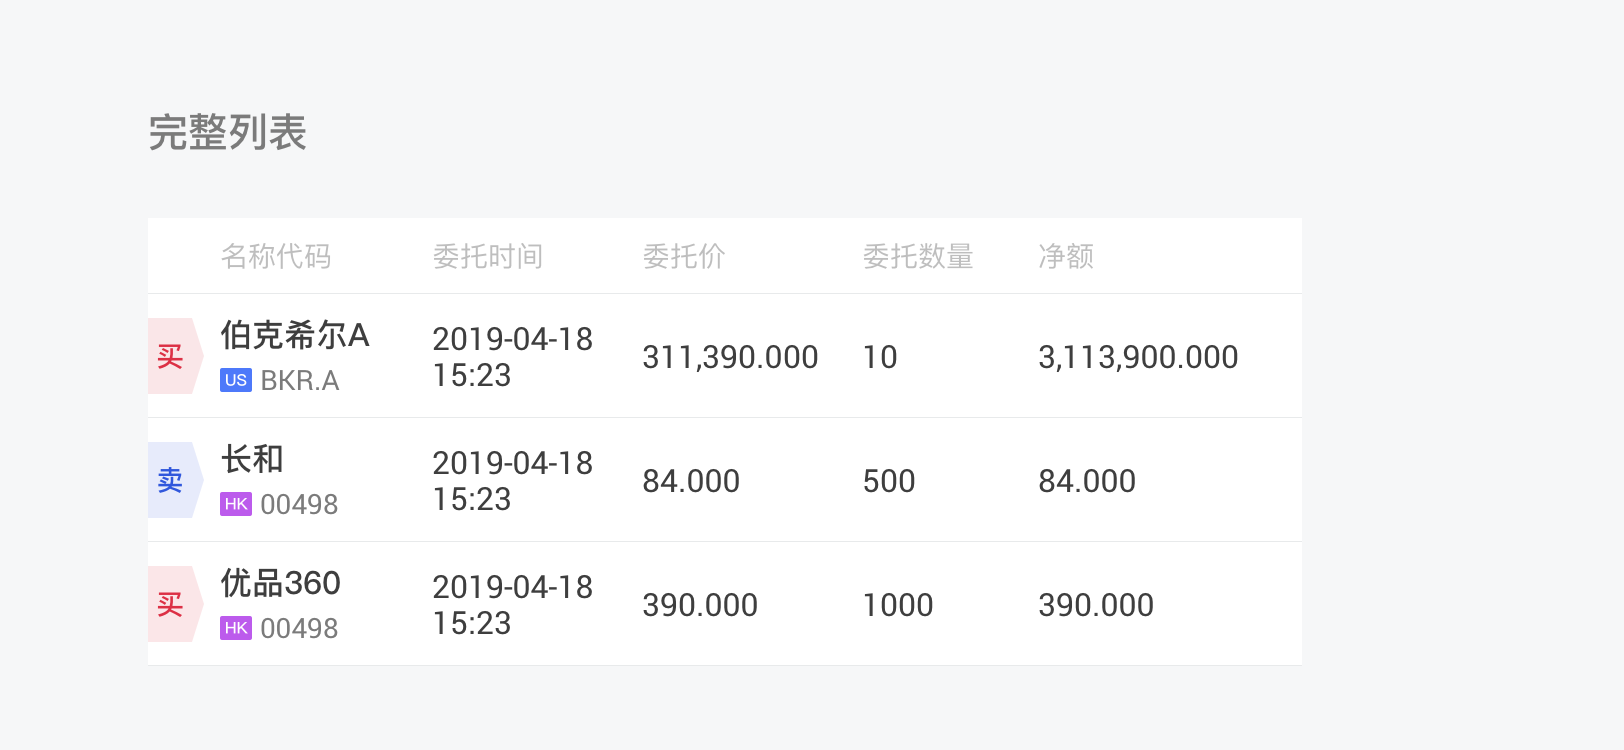 完整列表
名称代码 委托时间 委托价 委托数量 净额
买 伯克希尔A 2019-04-18 311,390.000 10 3,113,900.000
US BKR.A 15:23
卖 长和 2019-04-18 84.000 500 84.000
HK 00498 15:23
买 优品360 2019-04-18 390.000 1000 390.000
HK 00498 15:23